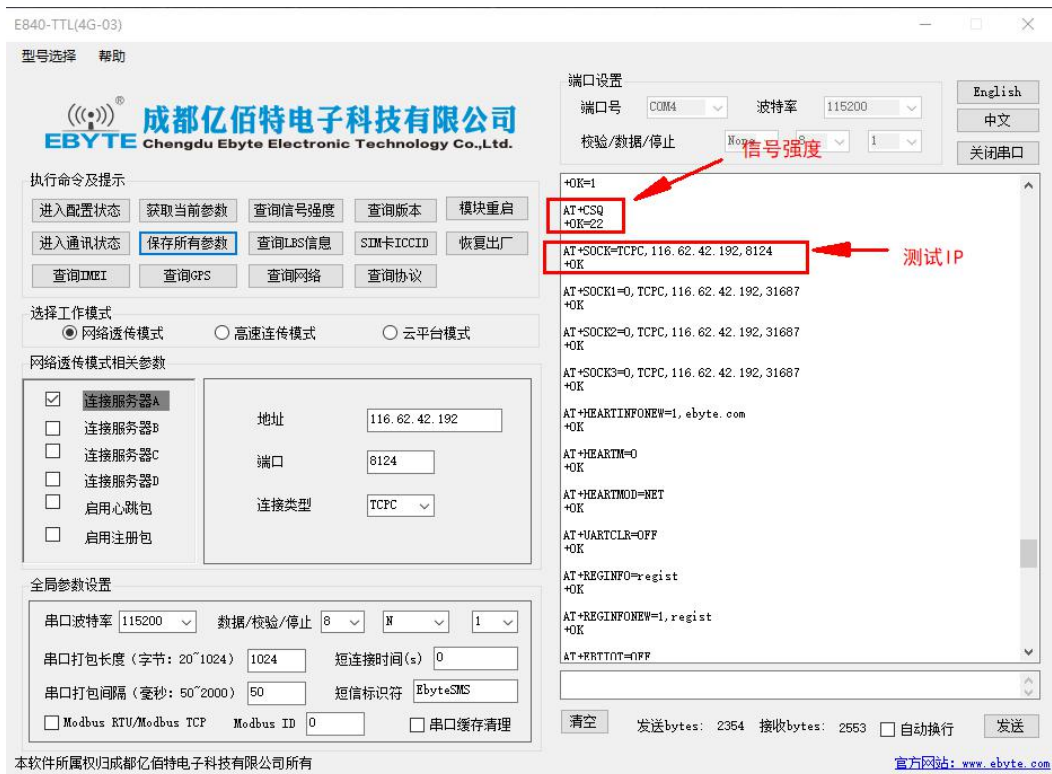 E840-TTL(4G-03)
型号选择 帮助
EBYTE ® 成都亿佰特电子科技有限公司
Chengdu Ebyte Electronic Technology Co.,Ltd.
端口设置
端口号 COM4 波特率 115200
校验/数据/停止 None 8 1
English
中文
关闭串口
信号强度
测试IP
执行命令及提示
进入配置状态 获取当前参数 查询信号强度 查询版本 模块重启
进入通讯状态 保存所有参数 查询LBS信息 SIM卡ICCID 恢复出厂
查询IMEI 查询GPS 查询网络 查询协议
选择工作模式
网络透传模式 高速连传模式 云平台模式
网络透传模式相关参数
连接服务器A
连接服务器B
连接服务器C
连接服务器D
启用心跳包
启用注册包
地址 116.62.42.192
端口 8124
连接类型 TCPC
全局参数设置
串口波特率 115200 数据/校验/停止 8 N 1
串口打包长度(字节：20~1024) 1024 短连接时间(s) 0
串口打包间隔(毫秒：50~2000) 50 短信标识符 EbyteSMS
Modbus RTU/Modbus TCP Modbus ID 0 串口缓存清理
+OK=1
AT+CSQ
+OK=22
AT+SOCK=TCPC,116.62.42.192,8124
+OK
AT+SOCK1=0,TCPC,116.62.42.192,31687
+OK
AT+SOCK2=0,TCPC,116.62.42.192,31687
+OK
AT+SOCK3=0,TCPC,116.62.42.192,31687
+OK
AT+HEARTINFONEW=1,ebyte.com
+OK
AT+HEARTM=0
+OK
AT+HEARTMOD=NET
+OK
AT+UARTCLR=OFF
+OK
AT+REGINFO=regist
+OK
AT+REGINFONEW=1,regist
+OK
AT+EBTIOT=OFF
清空 发送bytes: 2354 接收bytes: 2553 自动换行 发送
本软件所属权归成都亿佰特电子科技有限公司所有
官方网站：www.ebyte.com